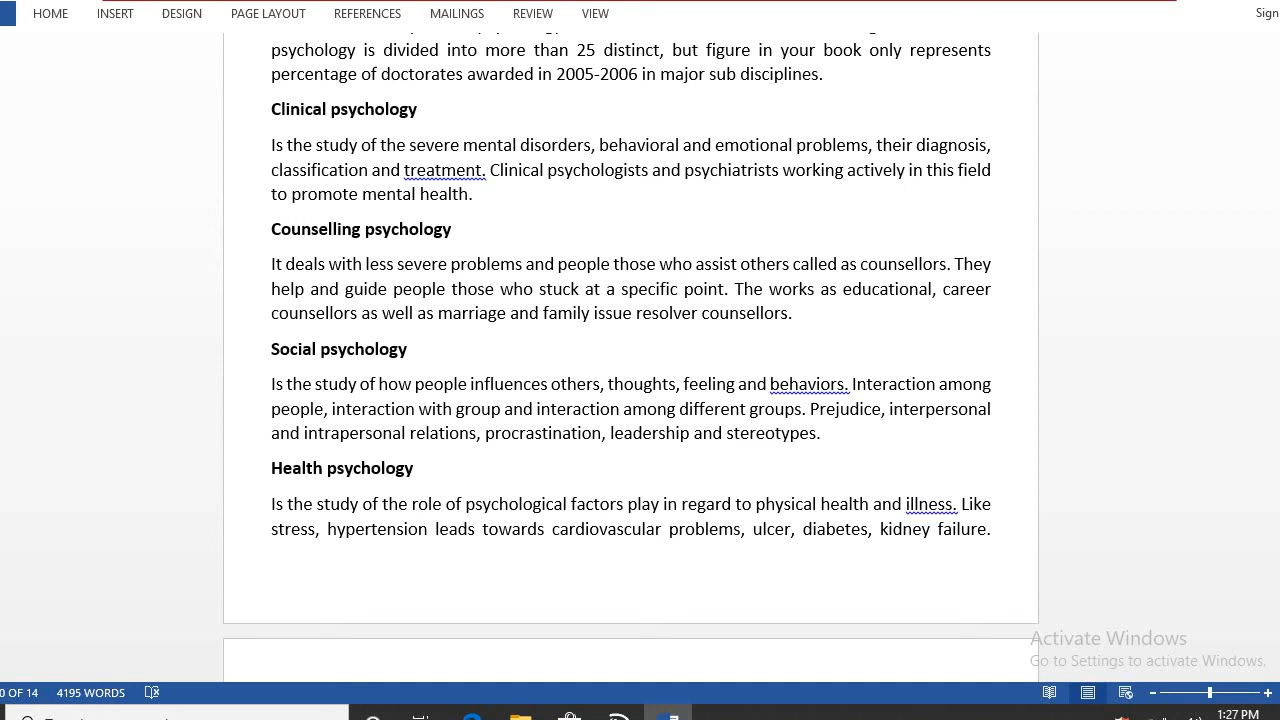 HOME INSERT DESIGN PAGE LAYOUT REFERENCES MAILINGS REVIEW VIEW Sign
psychology is divided into more than 25 distinct, but figure in your book only represents
percentage of doctorates awarded in 2005-2006 in major sub disciplines.
Clinical psychology
Is the study of the severe mental disorders, behavioral and emotional problems, their diagnosis,
classification and treatment. Clinical psychologists and psychiatrists working actively in this field
to promote mental health.
Counselling psychology
It deals with less severe problems and people those who assist others called as counsellors. They
help and guide people those who stuck at a specific point. The works as educational, career
counsellors as well as marriage and family issue resolver counsellors.
Social psychology
Is the study of how people influences others, thoughts, feeling and behaviors. Interaction among
people, interaction with group and interaction among different groups. Prejudice, interpersonal
and intrapersonal relations, procrastination, leadership and stereotypes.
Health psychology
Is the study of the role of psychological factors play in regard to physical health and illness. Like
stress, hypertension leads towards cardiovascular problems, ulcer, diabetes, kidney failure.
Activate Windows
Go to Settings to activate Windows.
0 OF 14 4195 WORDS
1:27 PM